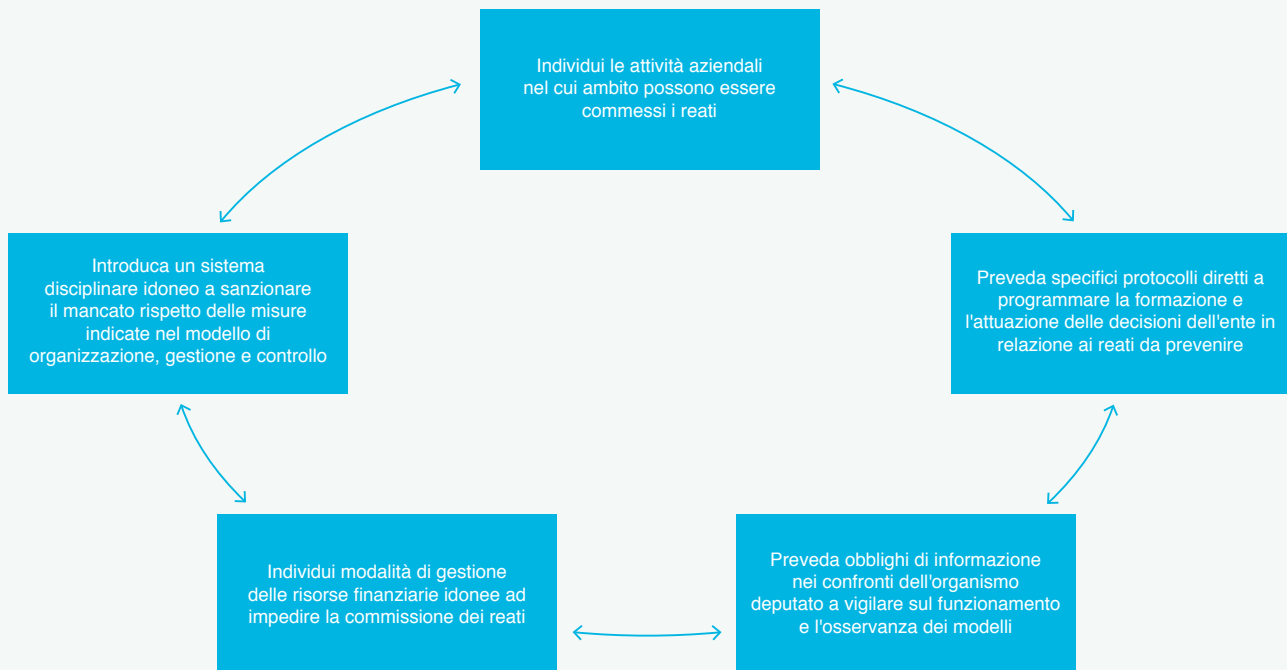 Individui le attività aziendali
nel cui ambito possono essere
commessi i reati
Introduca un sistema
disciplinare idoneo a sanzionare
il mancato rispetto delle misure
indicate nel modello di
organizzazione, gestione e controllo
Preveda specifici protocolli diretti a
programmare la formazione e
l'attuazione delle decisioni dell'ente in
relazione ai reati da prevenire
Individui modalità di gestione
delle risorse finanziarie idonee ad
impedire la commissione dei reati
Preveda obblighi di informazione
nei confronti dell'organismo
deputato a vigilare sul funzionamento
e l'osservanza dei modelli